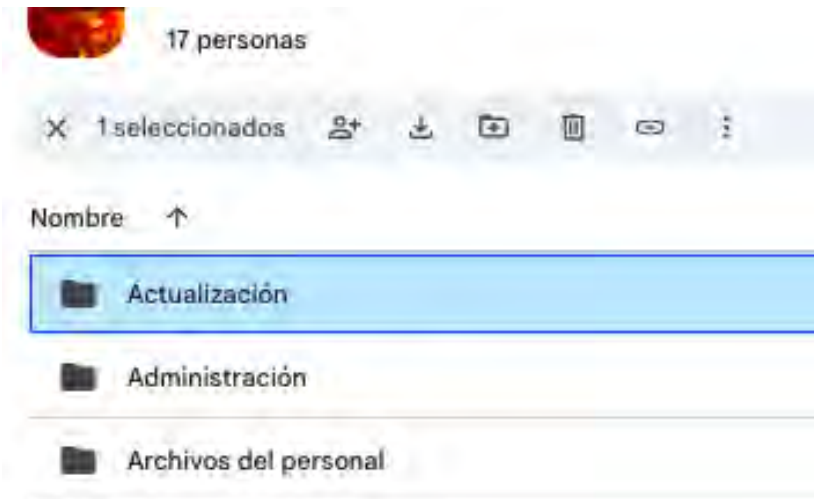 17 personas
1 seleccionados
Nombre
Actualización
Administración
Archivos del personal